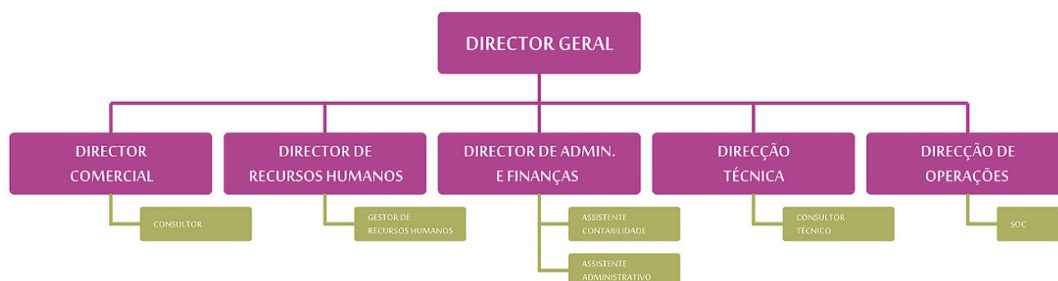 DIRECTOR GERAL
DIRECTOR
COMERCIAL
DIRECTOR DE
RECURSOS HUMANOS
DIRECTOR DE ADMIN.
E FINANÇAS
DIRECÇÃO
TÉCNICA
DIRECÇÃO DE
OPERAÇÕES
CONSULTOR
GESTOR DE
RECURSOS HUMANOS
ASSISTENTE
CONTABILIDADE
ASSISTENTE
ADMINISTRATIVO
CONSULTOR
TÉCNICO
SOC